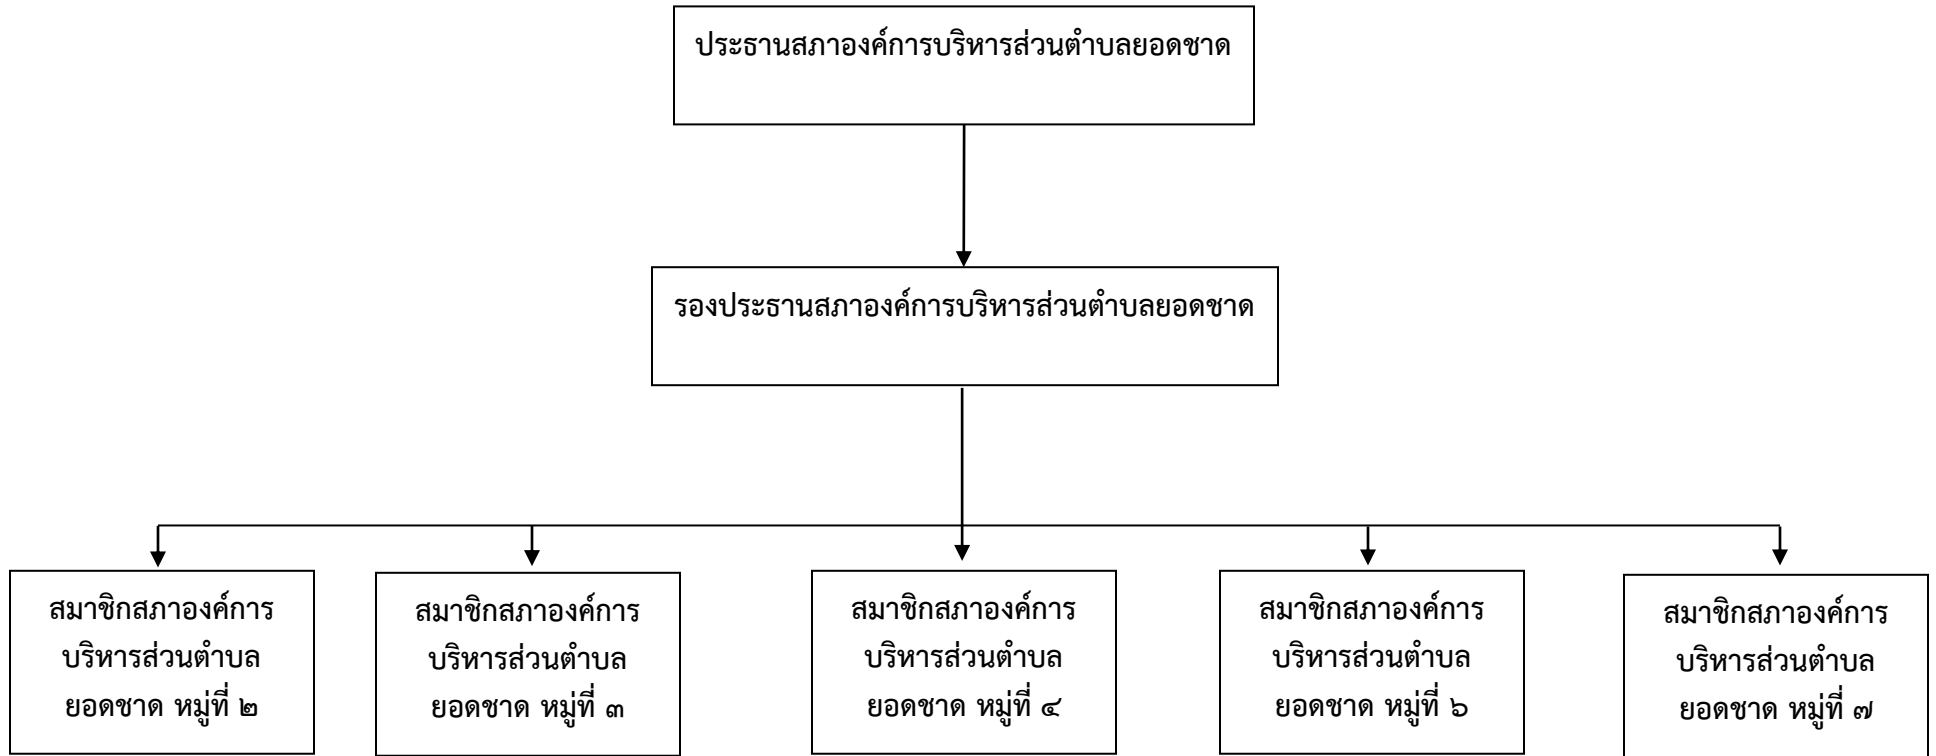 ประธานสภาองค์การบริหารส่วนตำบลยอดชาด
รองประธานสภาองค์การบริหารส่วนตำบลยอดชาด
สมาชิกสภาองค์การ
บริหารส่วนตำบล
ยอดชาด หมู่ที่ ๒
สมาชิกสภาองค์การ
บริหารส่วนตำบล
ยอดชาด หมู่ที่ ๓
สมาชิกสภาองค์การ
บริหารส่วนตำบล
ยอดชาด หมู่ที่ ๔
สมาชิกสภาองค์การ
บริหารส่วนตำบล
ยอดชาด หมู่ที่ ๖
สมาชิกสภาองค์การ
บริหารส่วนตำบล
ยอดชาด หมู่ที่ ๗